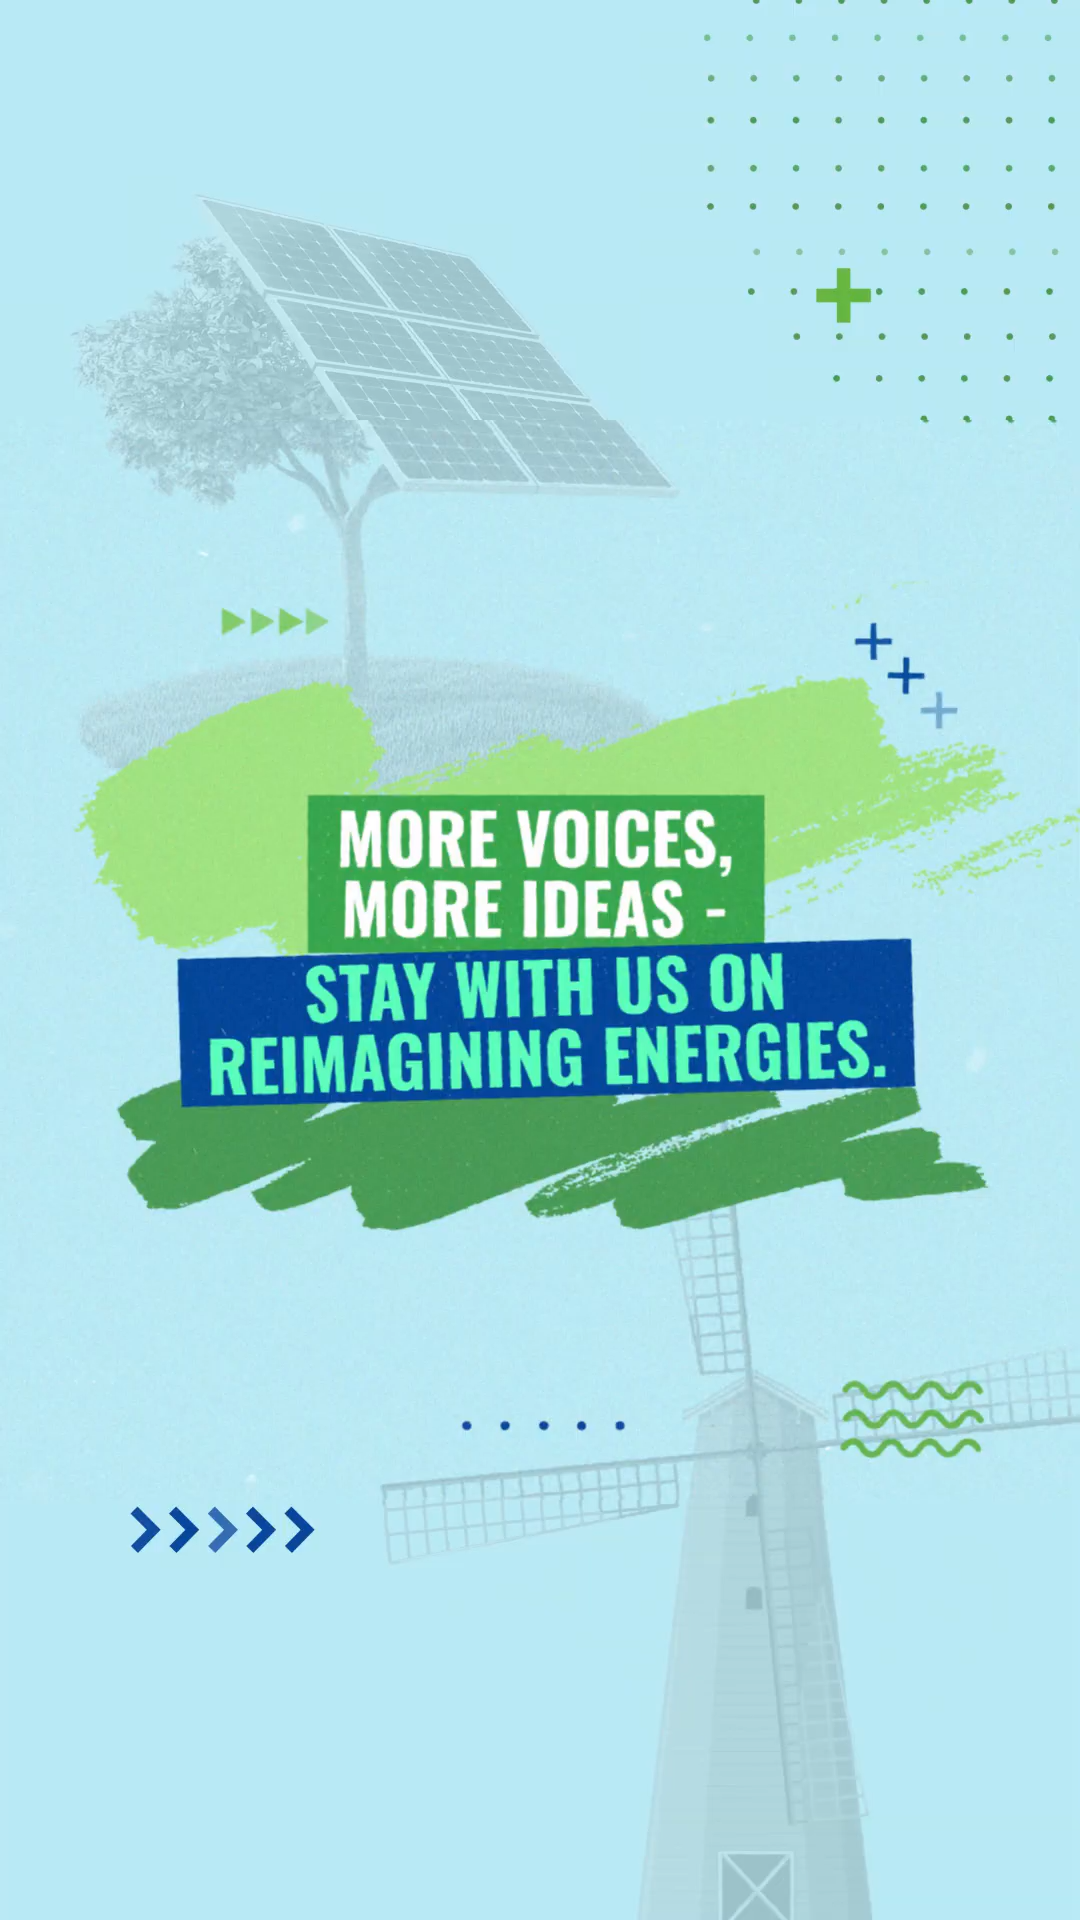 MORE VOICES,
MORE IDEAS -
STAY WITH US ON
REIMAGINING ENERGIES.